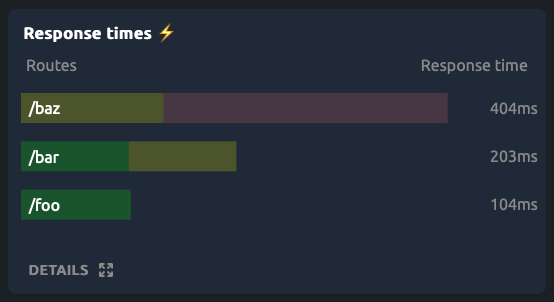 Response times ⚡
Routes Response time
/baz 404ms
/bar 203ms
/foo 104ms
DETAILS